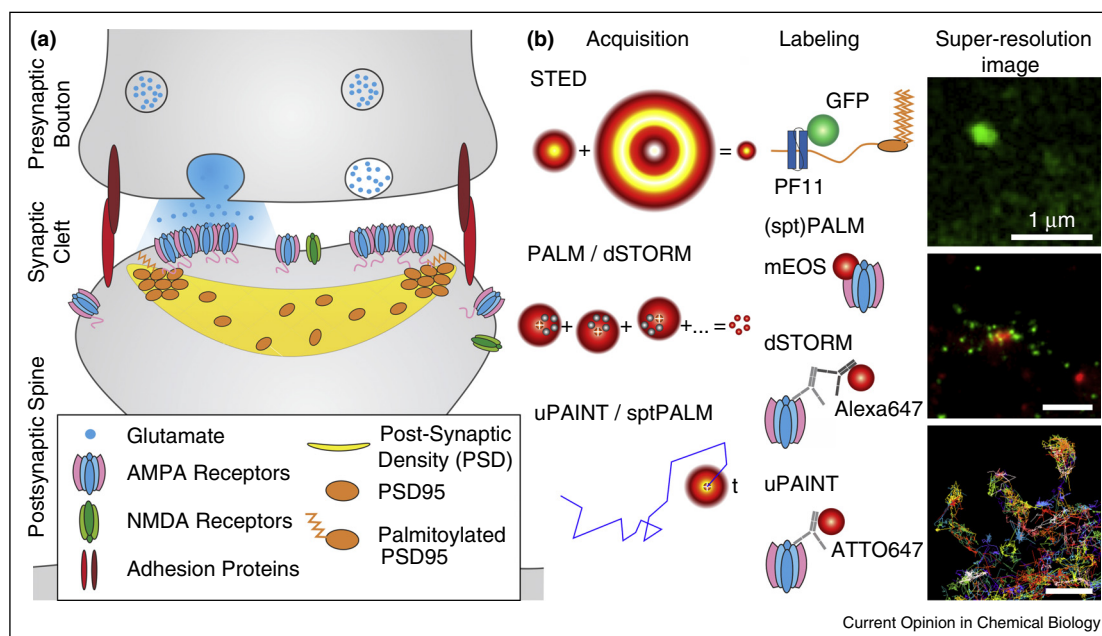 (a)
Presynaptic
Bouton
Synaptic
Cleft
Postsynaptic Spine
Glutamate
AMPA Receptors
NMDA Receptors
Adhesion Proteins
Post-Synaptic
Density (PSD)
PSD95
Palmitoylated
PSD95
(b)
Acquisition
Labeling
Super-resolution
image
STED
+
=
GFP
PF11
1 μm
PALM / dSTORM
+
+
+... =
(spt)PALM
mEOS
dSTORM
Alexa647
uPAINT / sptPALM
t
uPAINT
ATTO647
Current Opinion in Chemical Biology